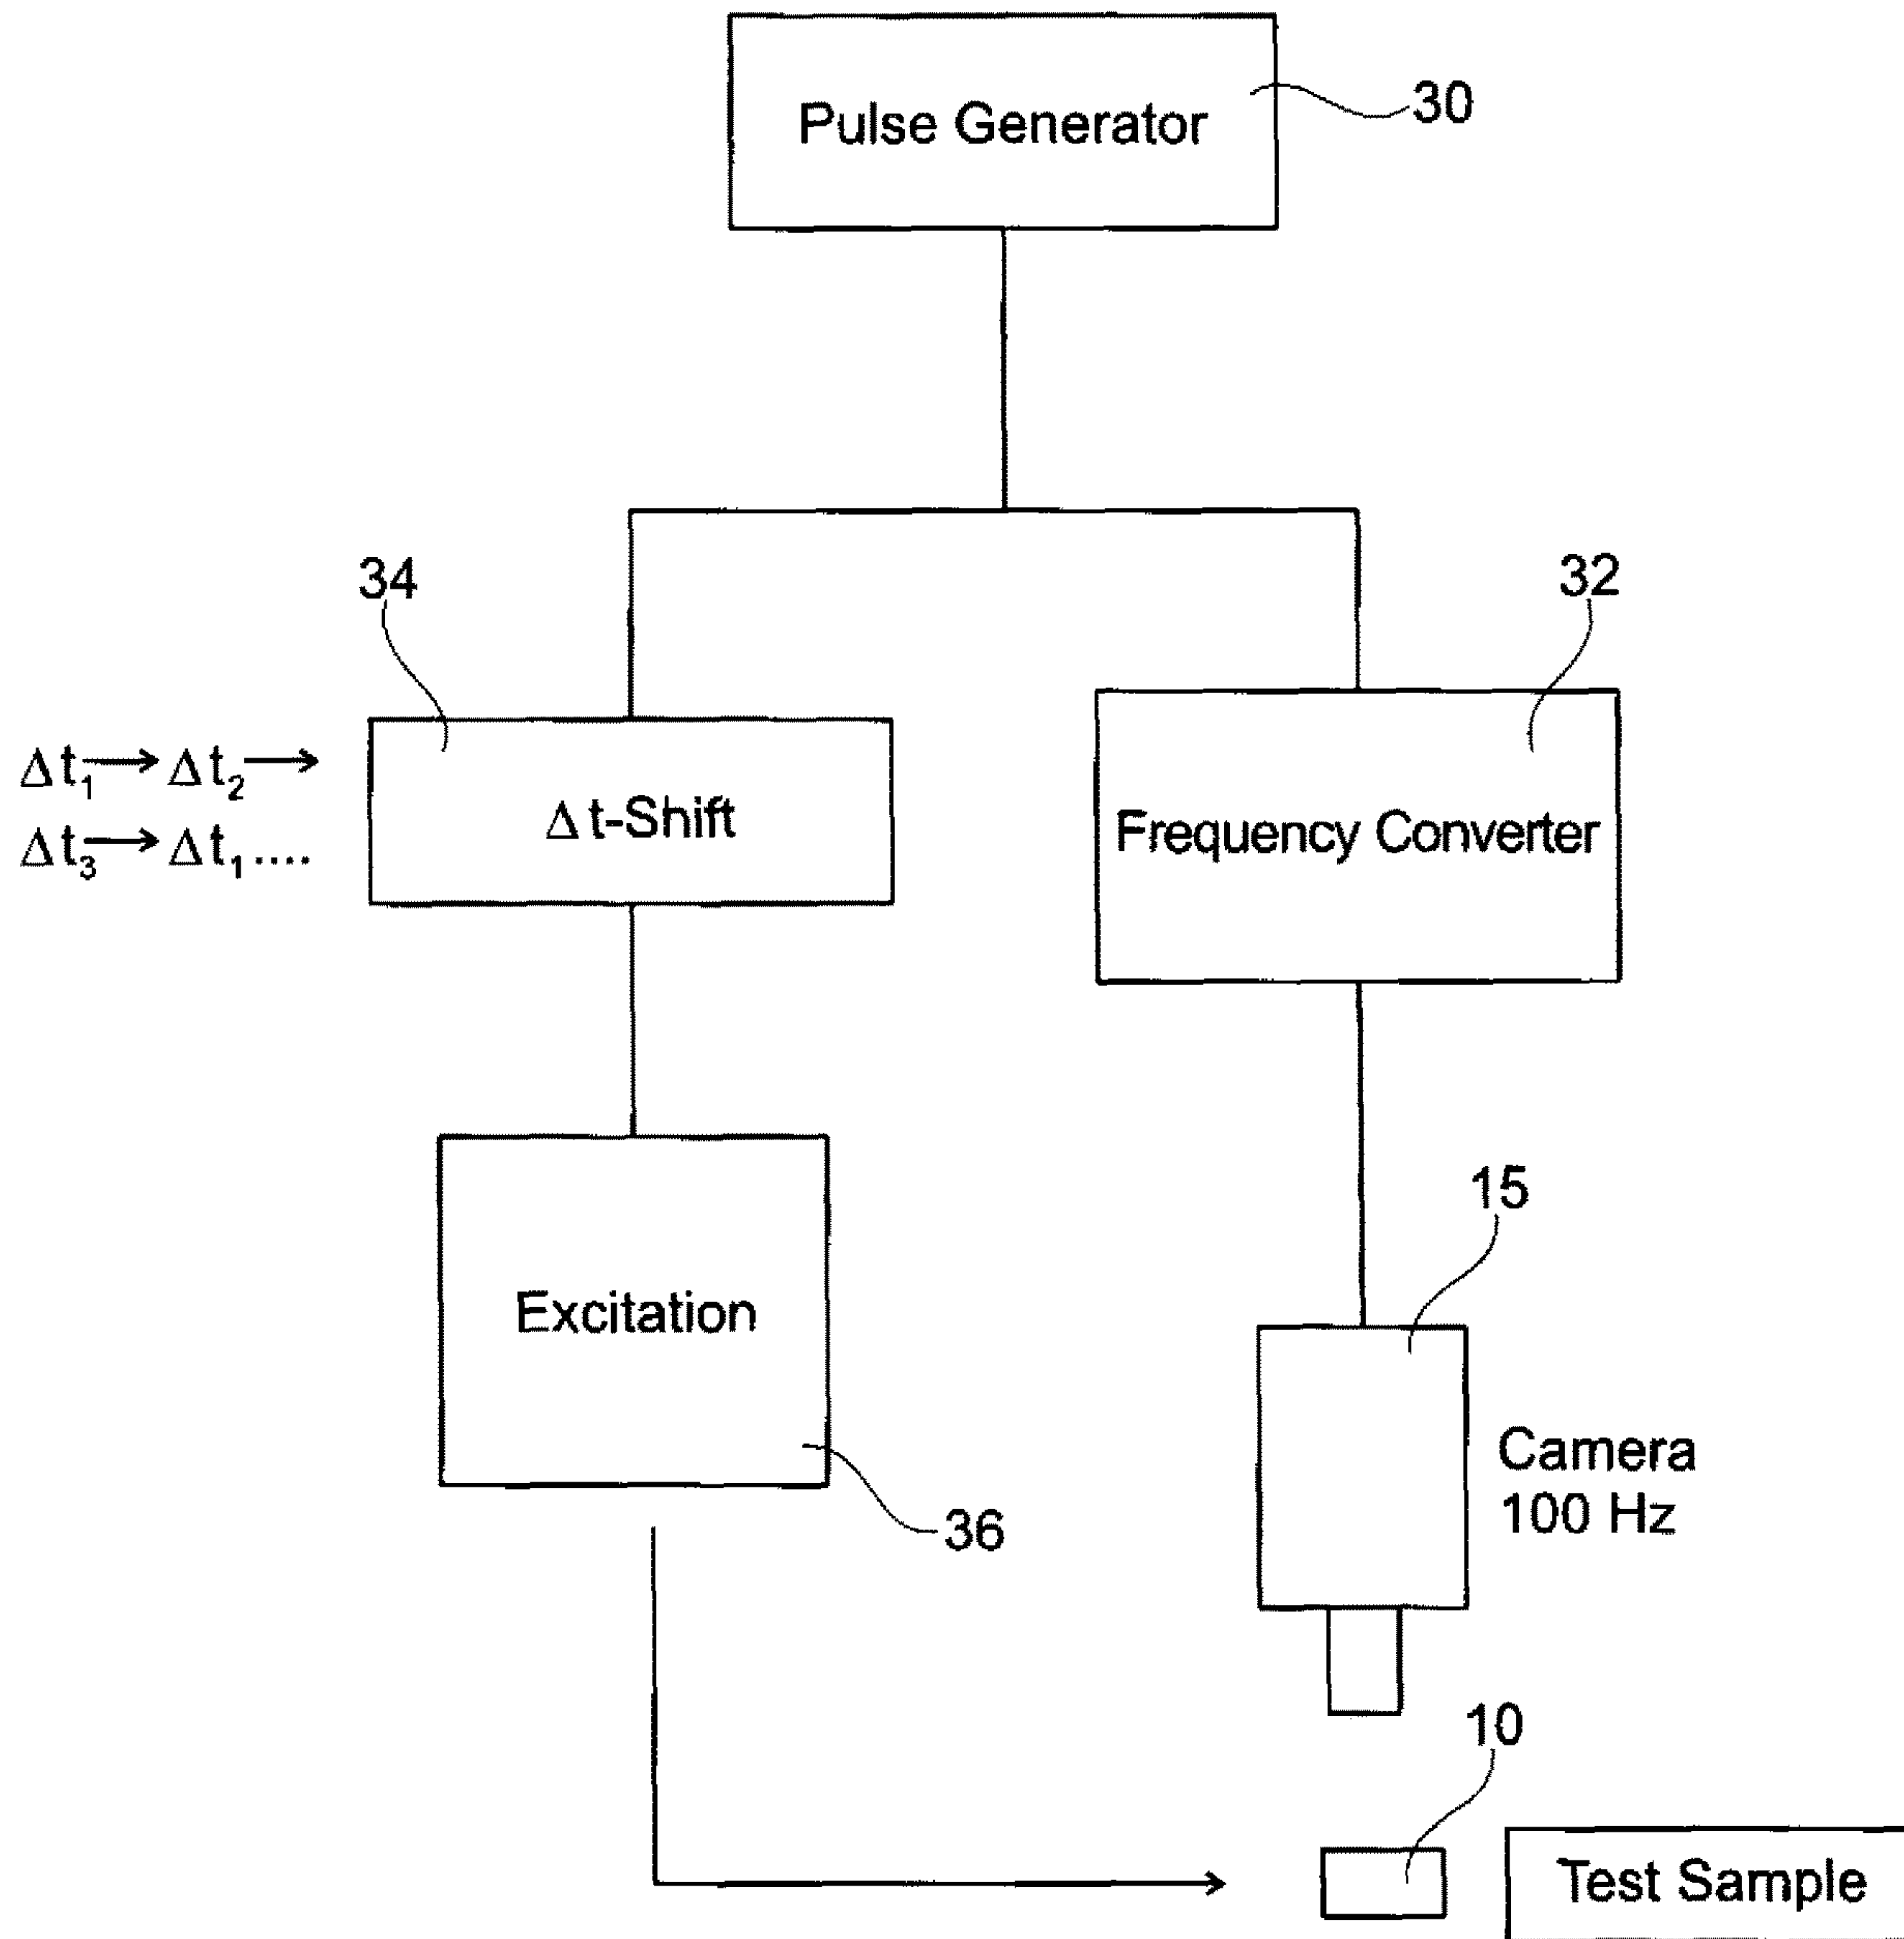 Pulse Generator
30
34
32
Δt₁→Δt₂→
Δt₃→Δt₁....
Δt-Shift
Frequency Converter
15
Excitation
Camera
100 Hz
36
10
Test Sample